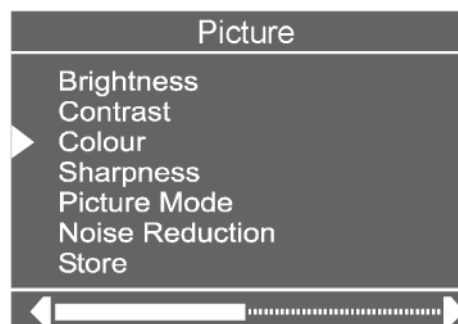 Picture
Brightness
Contrast
Colour
Sharpness
Picture Mode
Noise Reduction
Store